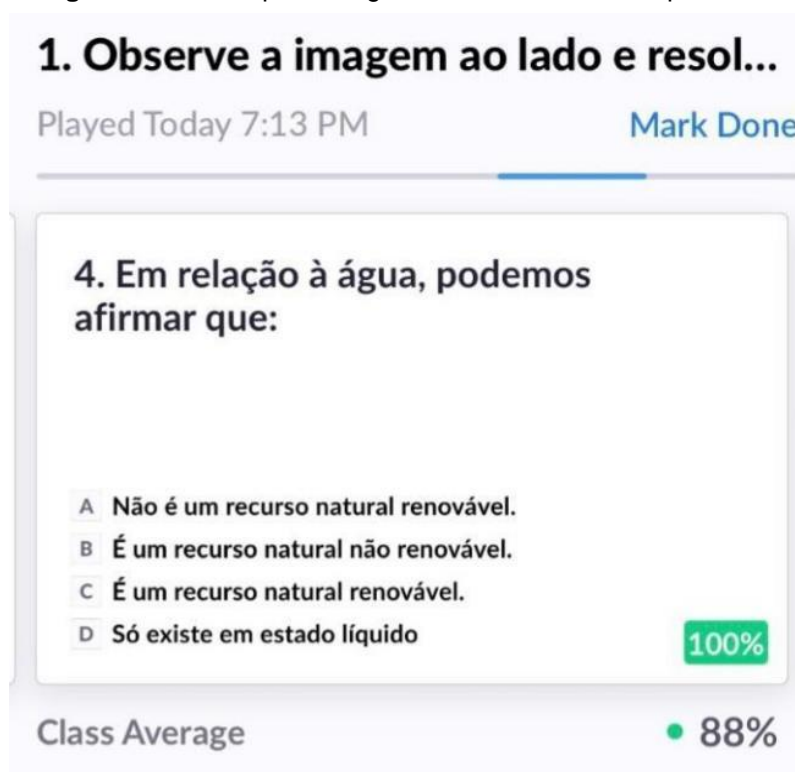 1. Observe a imagem ao lado e resol...
Played Today 7:13 PM
Mark Done
4. Em relação à água, podemos
afirmar que:
A Não é um recurso natural renovável.
B É um recurso natural não renovável.
C É um recurso natural renovável.
D Só existe em estado líquido
100%
Class Average
88%